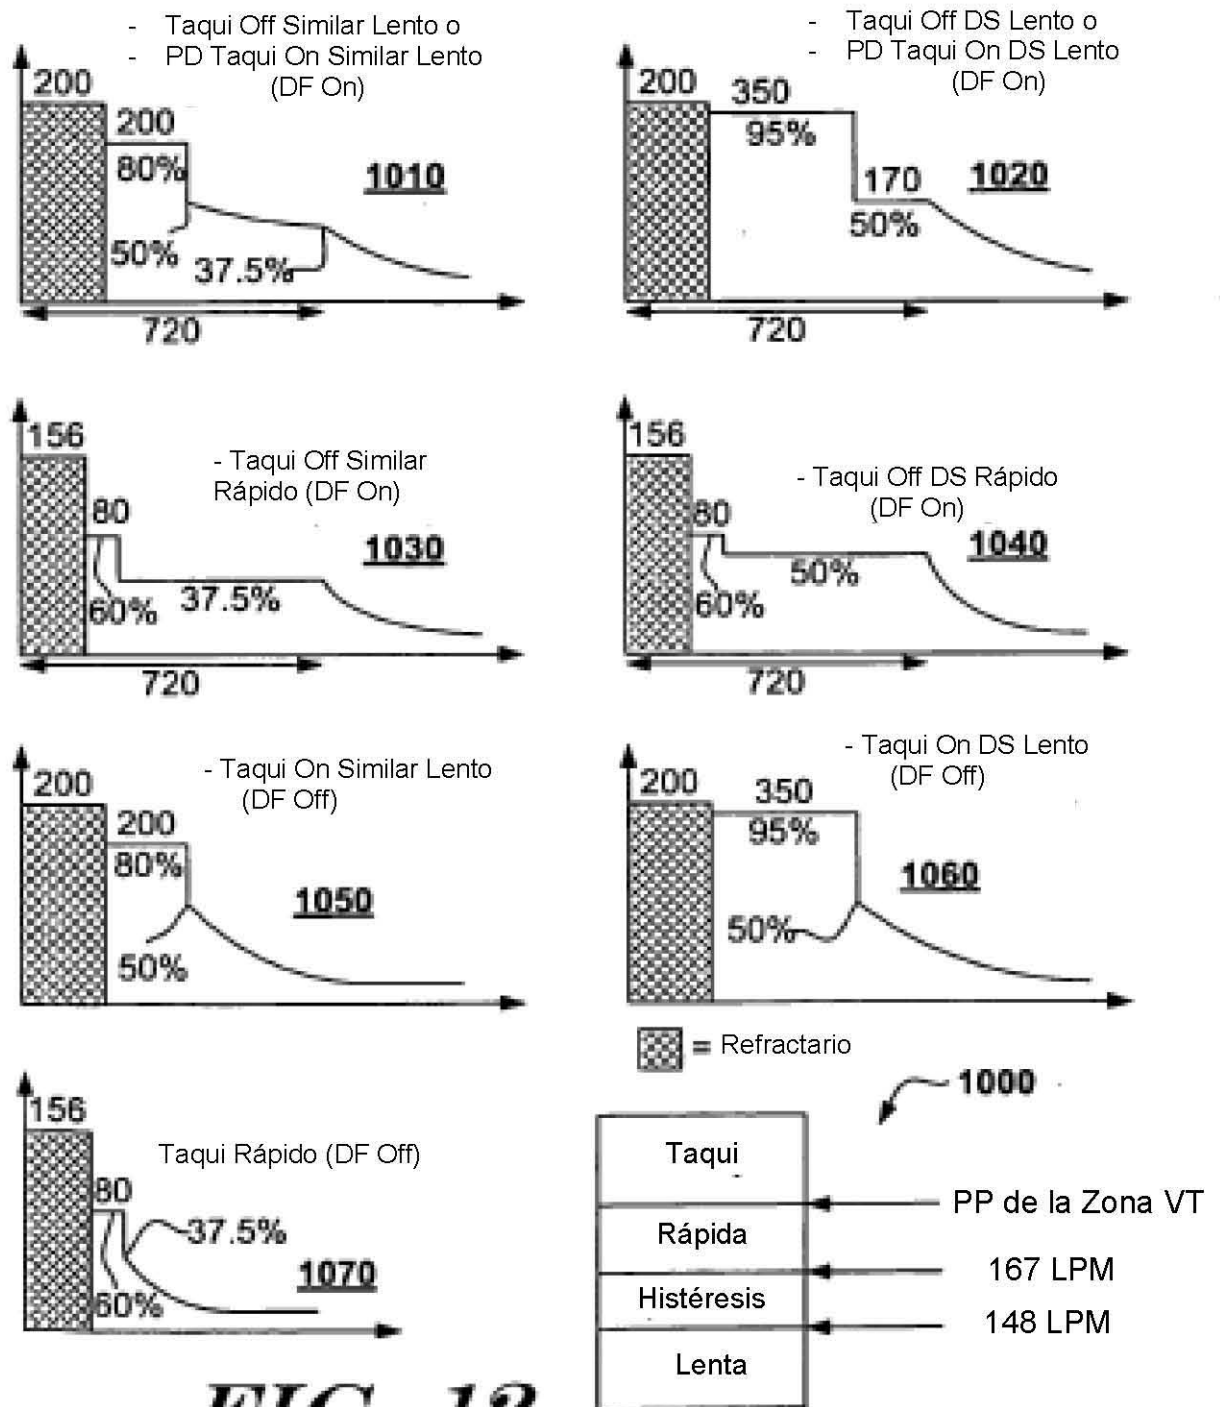 - Taqui Off Similar Lento o
- PD Taqui On Similar Lento
(DF On)
200
200
80%
1010
50%
37.5%
720
- Taqui Off DS Lento o
- PD Taqui On DS Lento
(DF On)
200
350
95%
1020
170
50%
720
156
- Taqui Off Similar
Rápido (DF On)
80
1030
60%
37.5%
720
156
- Taqui Off DS Rápido
(DF On)
80
1040
50%
60%
720
200
- Taqui On Similar Lento
(DF Off)
200
80%
1050
50%
- Taqui On DS Lento
(DF Off)
200
350
95%
1060
50%
= Refractario
156
Taqui Rápido (DF Off)
80
37.5%
1070
60%
1000
Taqui
PP de la Zona VT
Rápida
167 LPM
Histéresis
148 LPM
Lenta